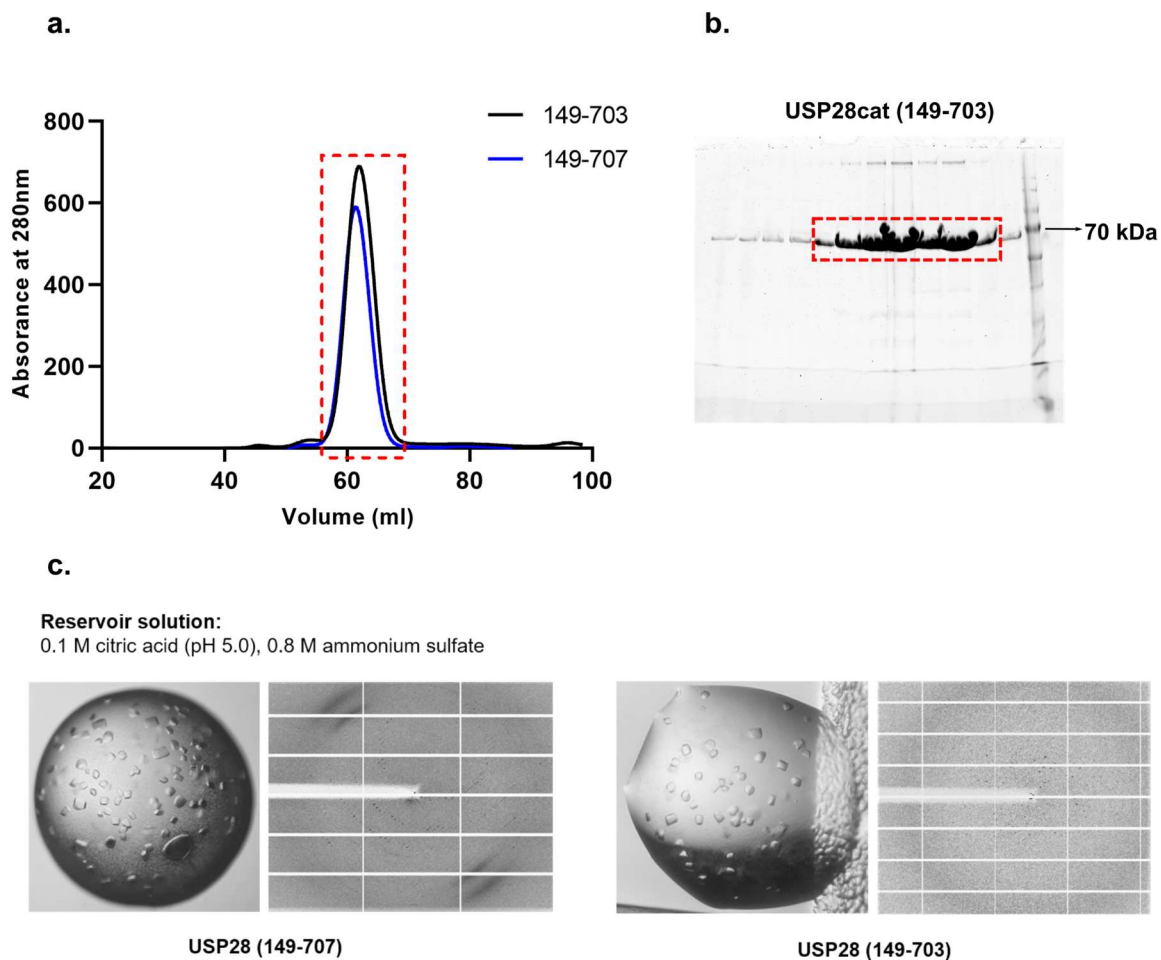 a.
800
600
400
200
0
20
40
60
80
100
Absorance at 280nm
Volume (ml)
149-703
149-707
b.
USP28cat (149-703)
70 kDa
c.
Reservoir solution:
0.1 M citric acid (pH 5.0), 0.8 M ammonium sulfate
USP28 (149-707)
USP28 (149-703)